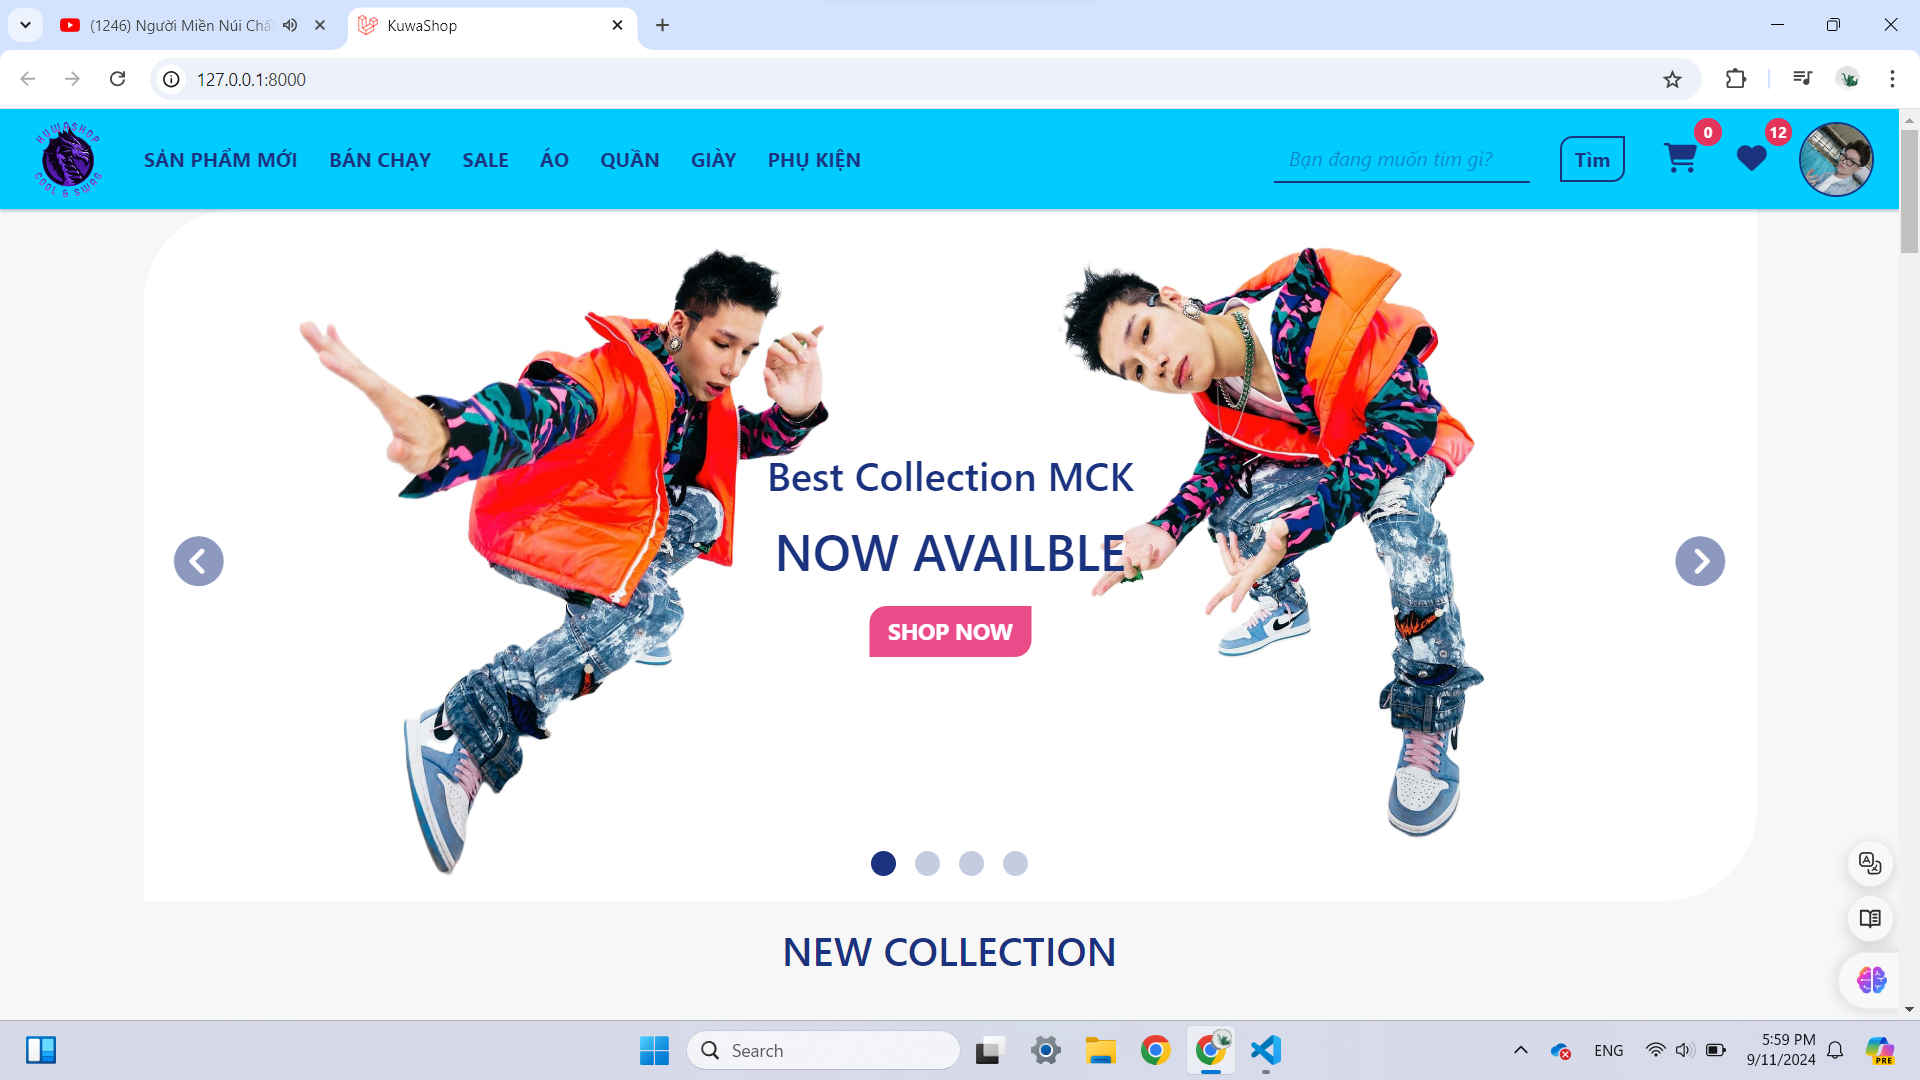 (1246) Người Miền Núi Chấ
KuwaShop
127.0.0.1:8000
KUWASHOP
COOL & SWAG
SẢN PHẨM MỚI BÁN CHẠY SALE ÁO QUẦN GIÀY PHỤ KIỆN
Bạn đang muốn tìm gì?
Tìm
0
12
Best Collection MCK
NOW AVAILBLE
SHOP NOW
NEW COLLECTION
Search
ENG
5:59 PM
9/11/2024
PRE